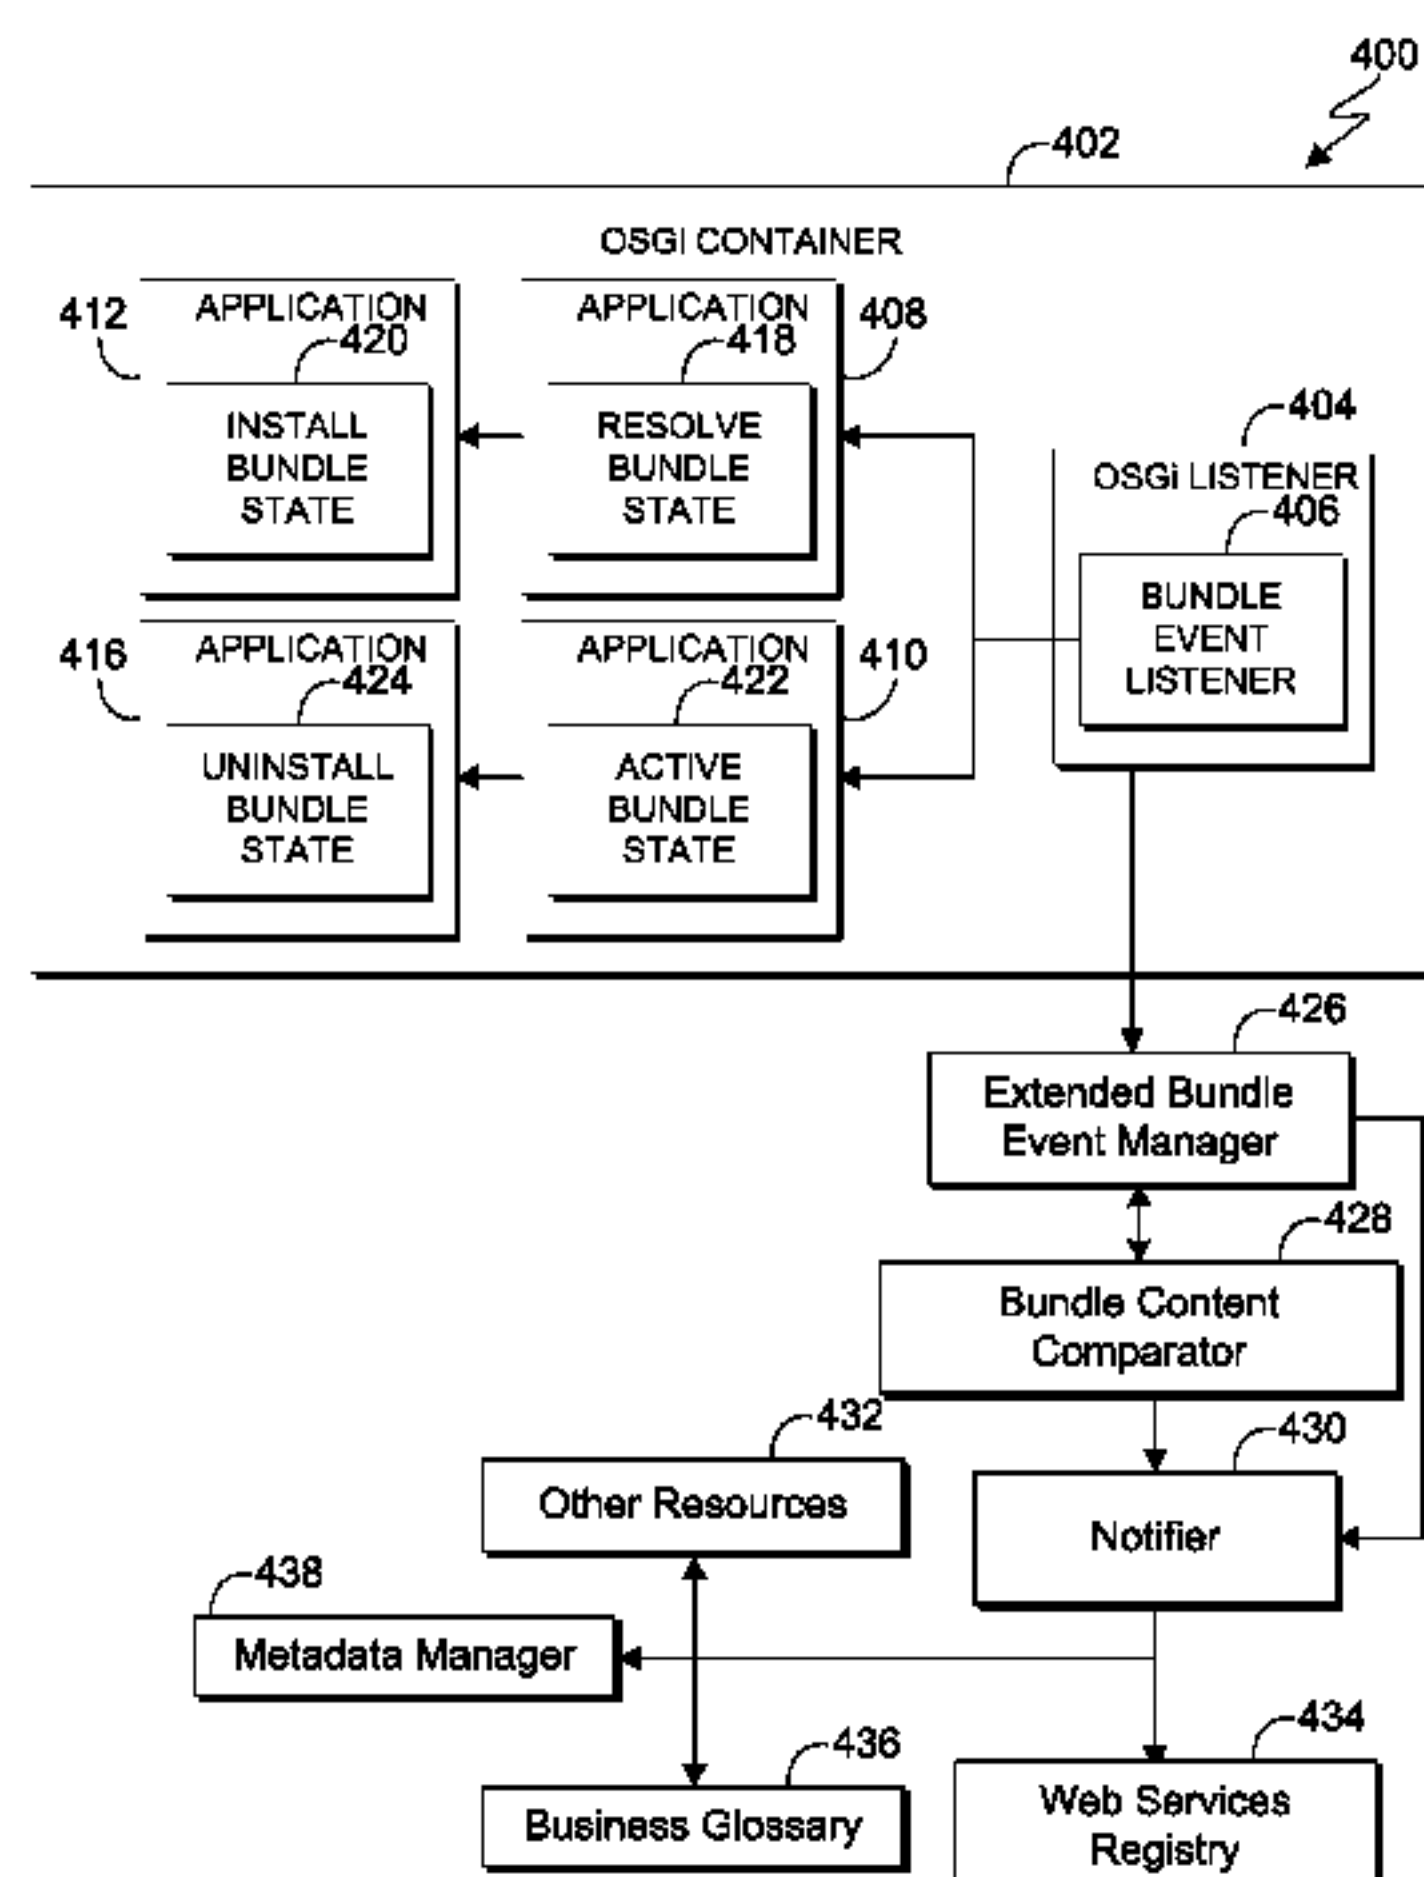 400
402
OSGi CONTAINER
412
APPLICATION
420
INSTALL
BUNDLE
STATE
APPLICATION
418
408
RESOLVE
BUNDLE
STATE
404
OSGi LISTENER
406
BUNDLE
EVENT
LISTENER
416
APPLICATION
424
UNINSTALL
BUNDLE
STATE
APPLICATION
422
410
ACTIVE
BUNDLE
STATE
426
Extended Bundle
Event Manager
428
Bundle Content
Comparator
432
Other Resources
430
Notifier
438
Metadata Manager
436
Business Glossary
434
Web Services
Registry